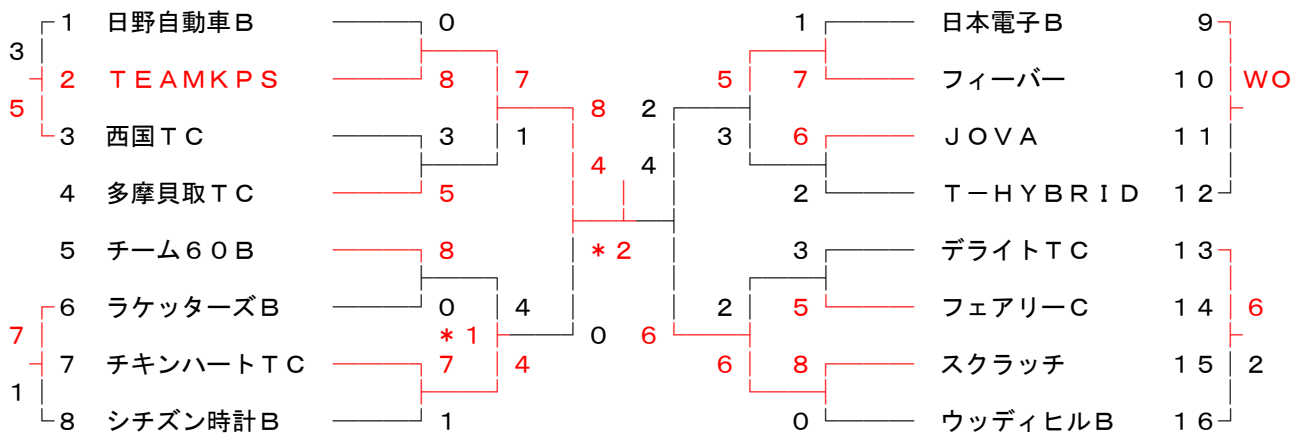 1 日野自動車Ｂ 0 1 日本電子Ｂ 9
3
2 ＴＥＡＭＫＰＳ 8 7 5 7 フィーバー 10 WO
5 8 2
3 西国ＴＣ 3 1 3 6 ＪＯＶＡ 11
4 4
4 多摩貝取ＴＣ 5 2 Ｔ－ＨＹＢＲＩＤ 12
5 チーム６０Ｂ 8 *2 3 デライトＴＣ 13
6 ラケッターズＢ 0 4 2 5 フェアリーＣ 14 6
7 *1 0 6
7 チキンハートＴＣ 7 4 6 8 スクラッチ 15 2
1
8 シチズン時計Ｂ 1 0 ウッディヒルＢ 16